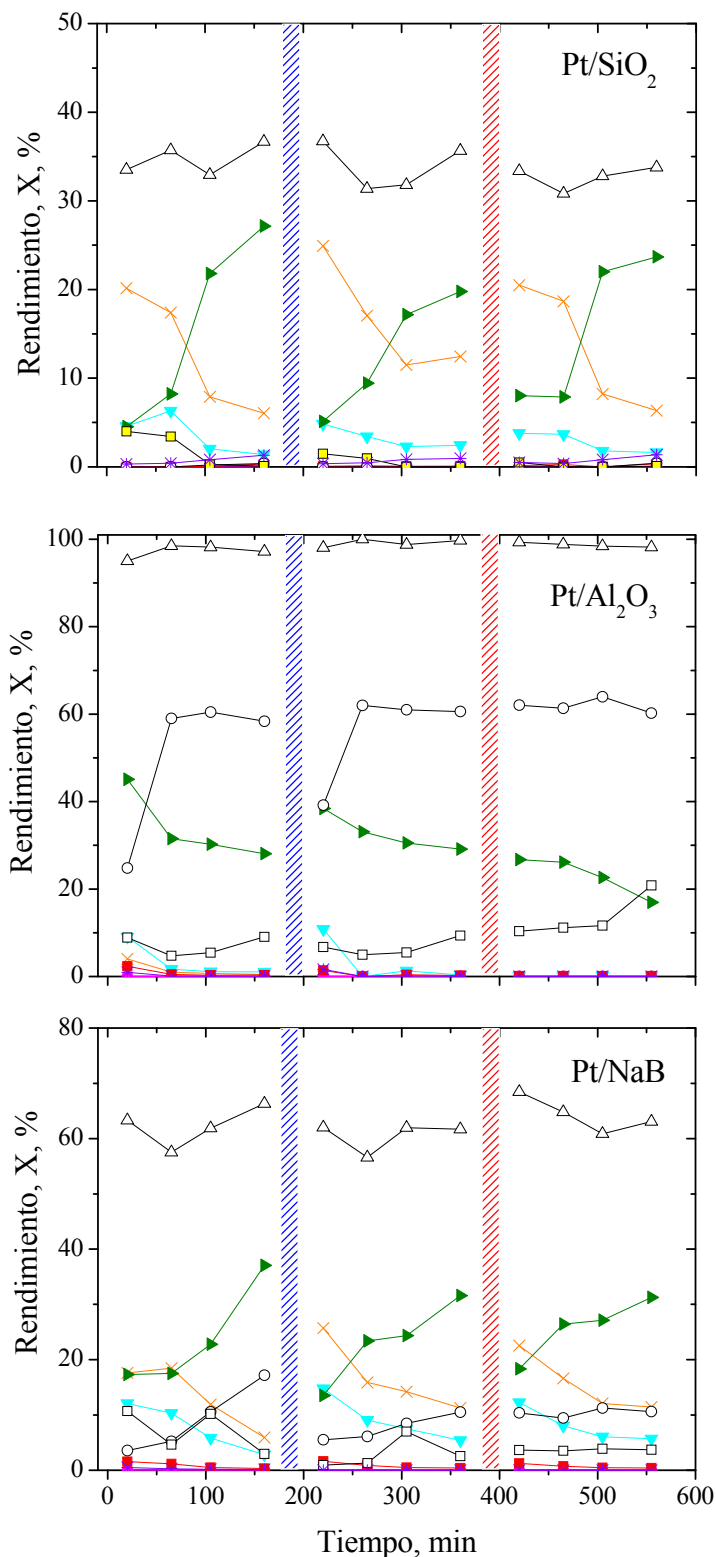 50
Pt/SiO₂
40
30
20
10
0
Rendimiento, X, %
100
Pt/Al₂O₃
80
60
40
20
0
Rendimiento, X, %
80
Pt/NaB
60
40
20
0
Rendimiento, X, %
0 100 200 300 400 500 600
Tiempo, min